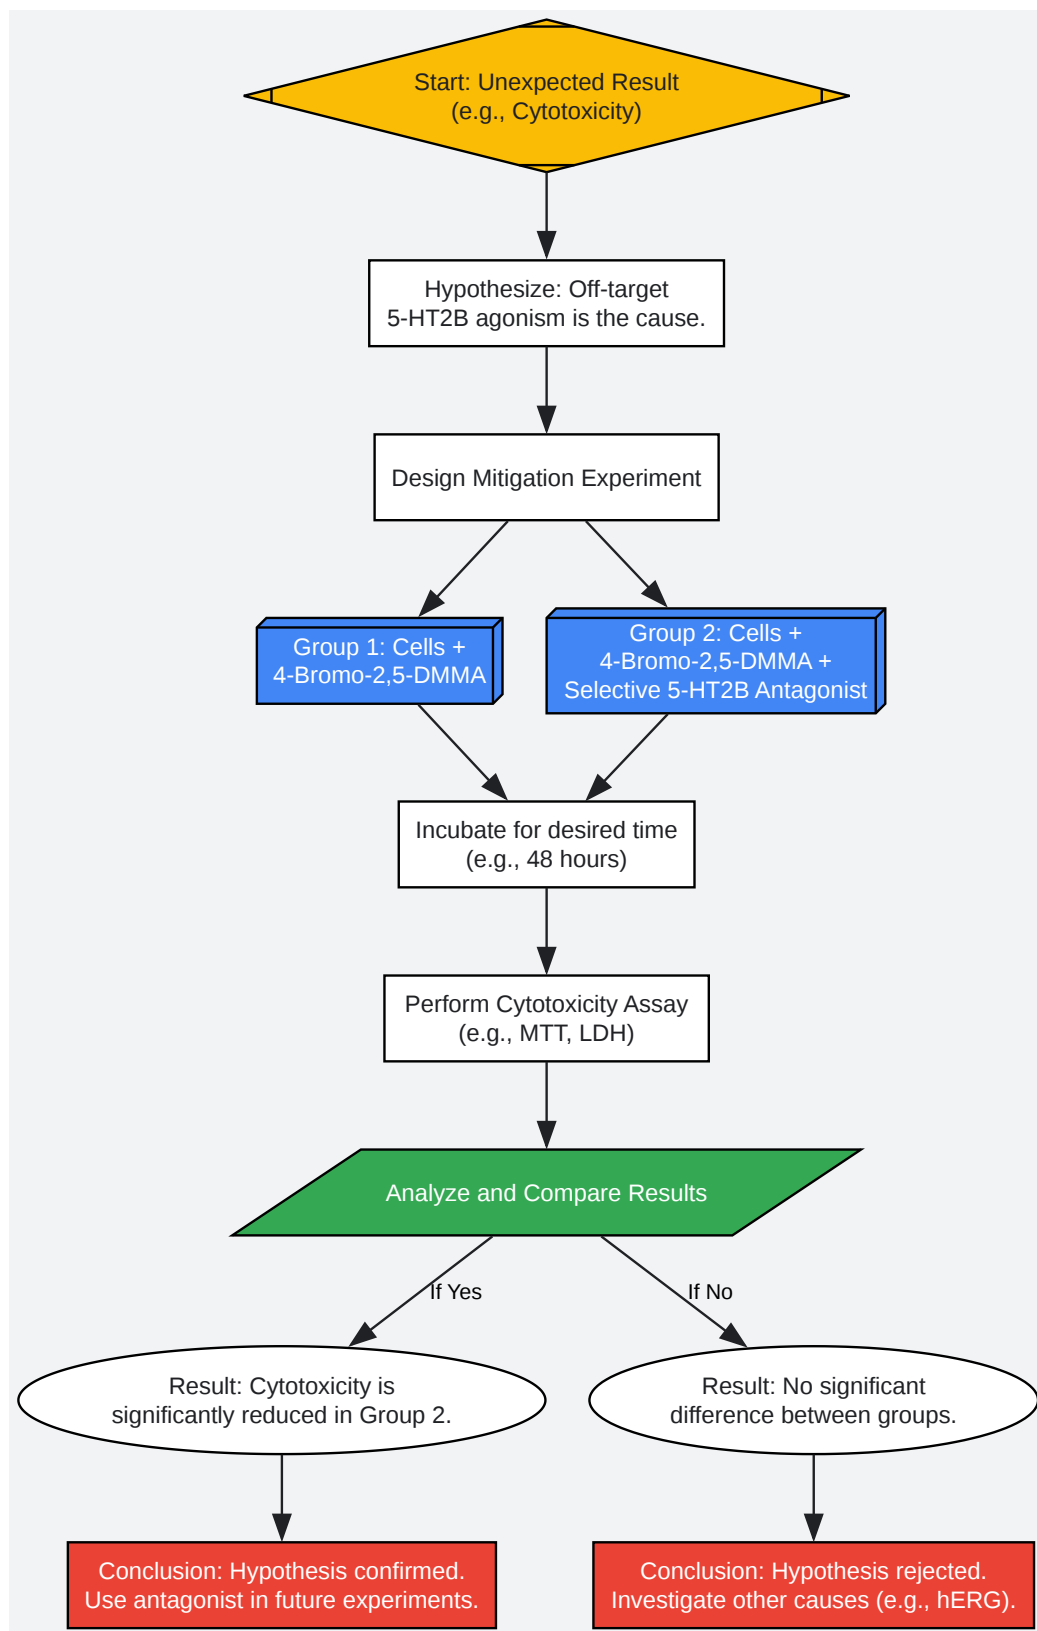 Start: Unexpected Result
(e.g., Cytotoxicity)
Hypothesize: Off-target
5-HT2B agonism is the cause.
Design Mitigation Experiment
Group 1: Cells +
4-Bromo-2,5-DMMA
Group 2: Cells +
4-Bromo-2,5-DMMA +
Selective 5-HT2B Antagonist
Incubate for desired time
(e.g., 48 hours)
Perform Cytotoxicity Assay
(e.g., MTT, LDH)
Analyze and Compare Results
If Yes
If No
Result: Cytotoxicity is
significantly reduced in Group 2.
Result: No significant
difference between groups.
Conclusion: Hypothesis confirmed.
Use antagonist in future experiments.
Conclusion: Hypothesis rejected.
Investigate other causes (e.g., hERG).